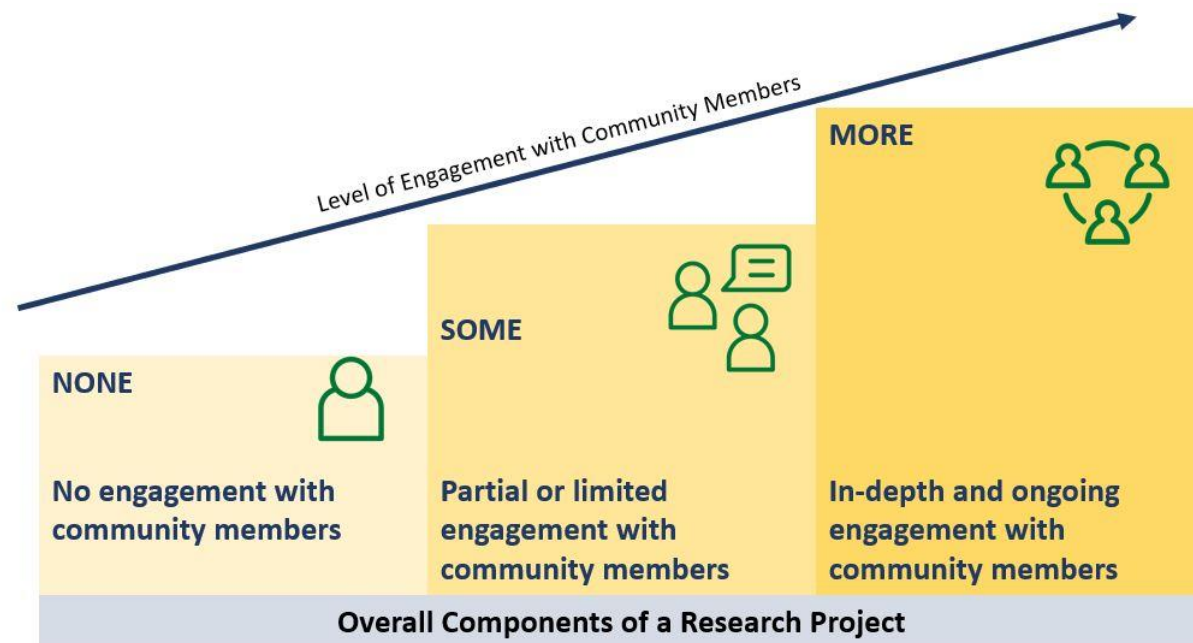 Level of Engagement with Community Members
MORE
SOME
NONE
No engagement with
community members
Partial or limited
engagement with
community members
In-depth and ongoing
engagement with
community members
Overall Components of a Research Project